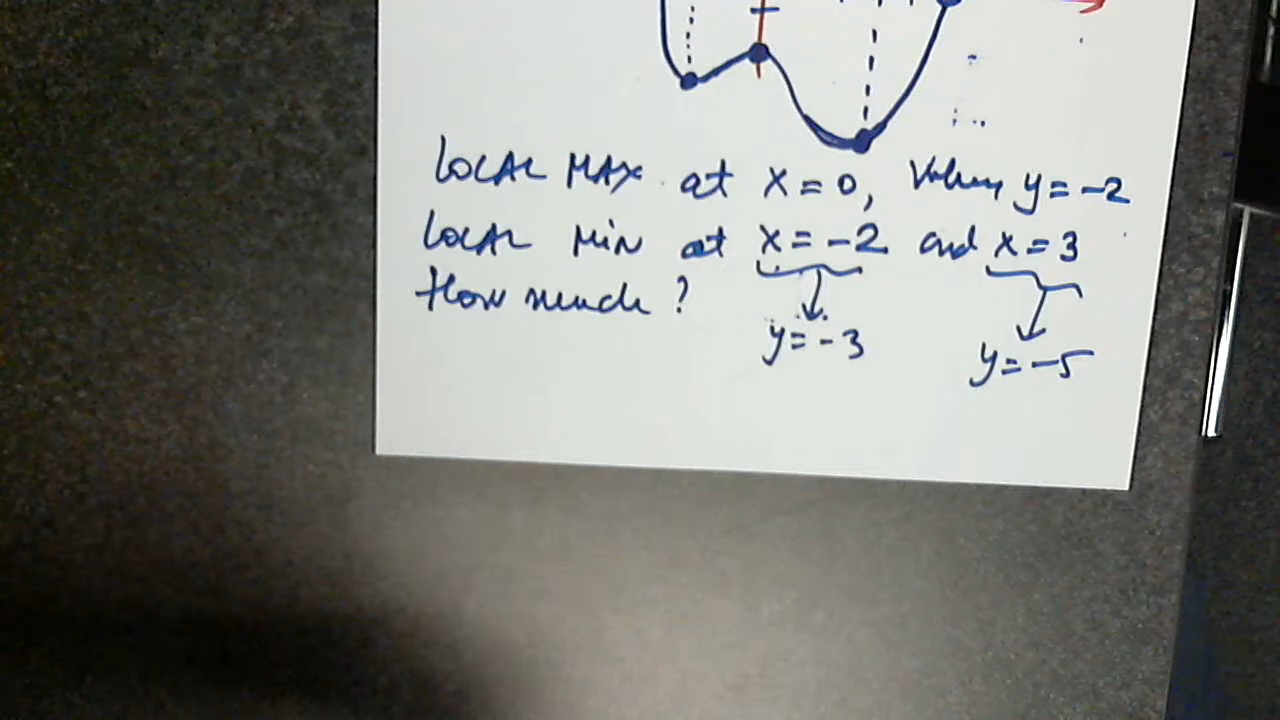 LOCAL MAX at x = 0, Value y = -2
LOCAL MIN at x = -2 and x = 3
How much ?
y = -3
y = -5